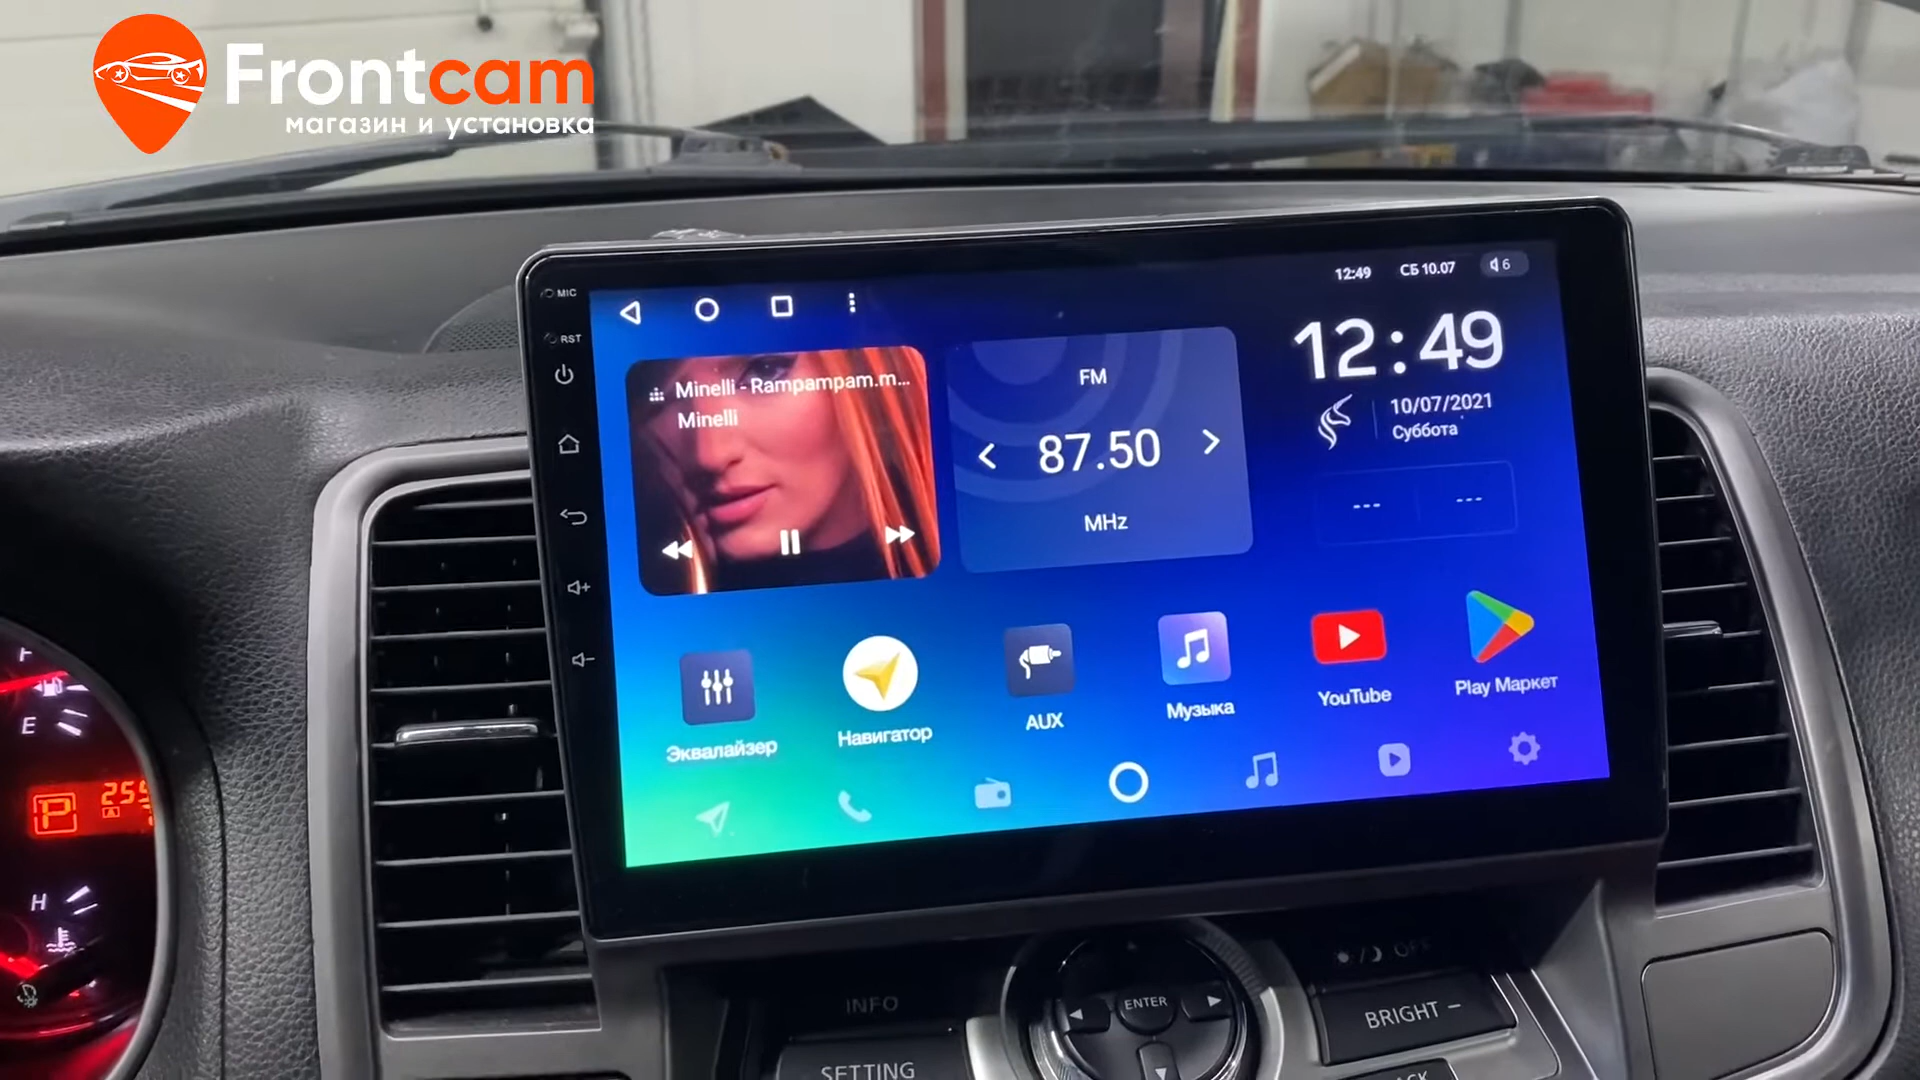 Frontcam
магазин и установка
MIC
RST
12:49
СБ 10.07
6
Minelli - Rampampam.m...
Minelli
FM
87.50
MHz
12:49
10/07/2021
Суббота
---
---
Эквалайзер
Навигатор
AUX
Музыка
YouTube
Play Маркет
F
E
P
H
INFO
SETTING
ENTER
OFF
BRIGHT −